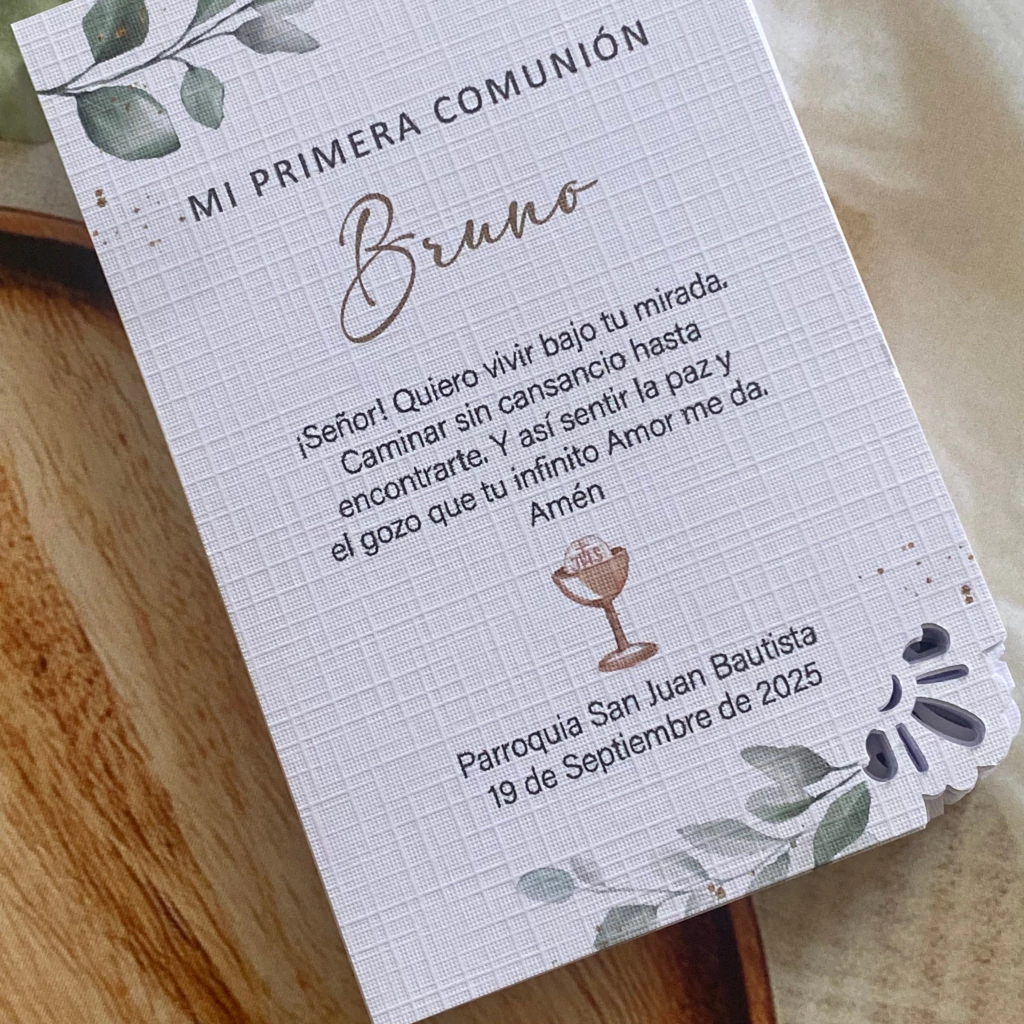 MI PRIMERA COMUNIÓN
Bruno
¡Señor! Quiero vivir bajo tu mirada.
Caminar sin cansancio hasta
encontrarte. Y así sentir la paz y
el gozo que tu infinito Amor me da.
Amén
JHS
Parroquia San Juan Bautista
19 de Septiembre de 2025